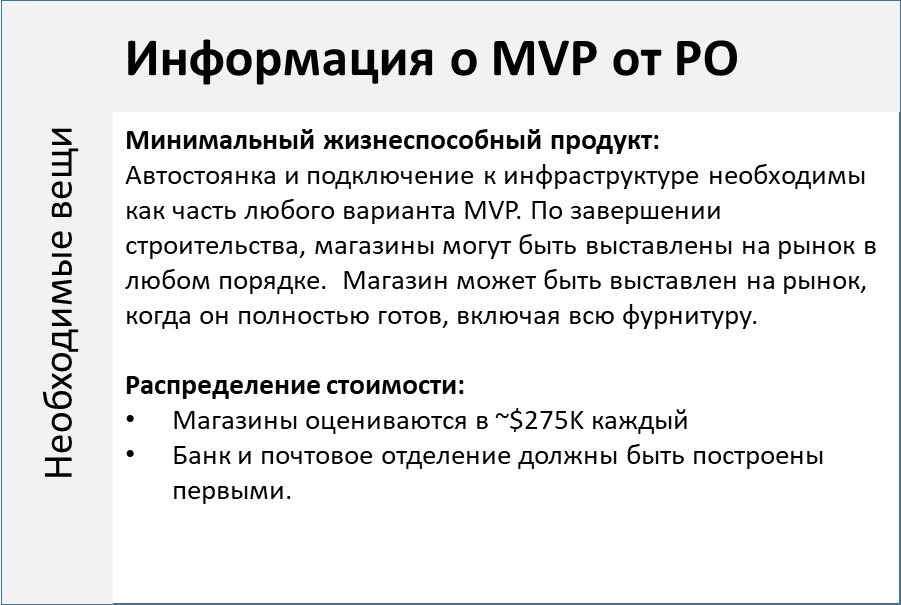 Информация о MVP от PO
Необходимые вещи
Минимальный жизнеспособный продукт:
Автостоянка и подключение к инфраструктуре необходимы
как часть любого варианта MVP. По завершении
строительства, магазины могут быть выставлены на рынок в
любом порядке.  Магазин может быть выставлен на рынок,
когда он полностью готов, включая всю фурнитуру.
Распределение стоимости:
• Магазины оцениваются в ~$275K каждый
• Банк и почтовое отделение должны быть построены
первыми.